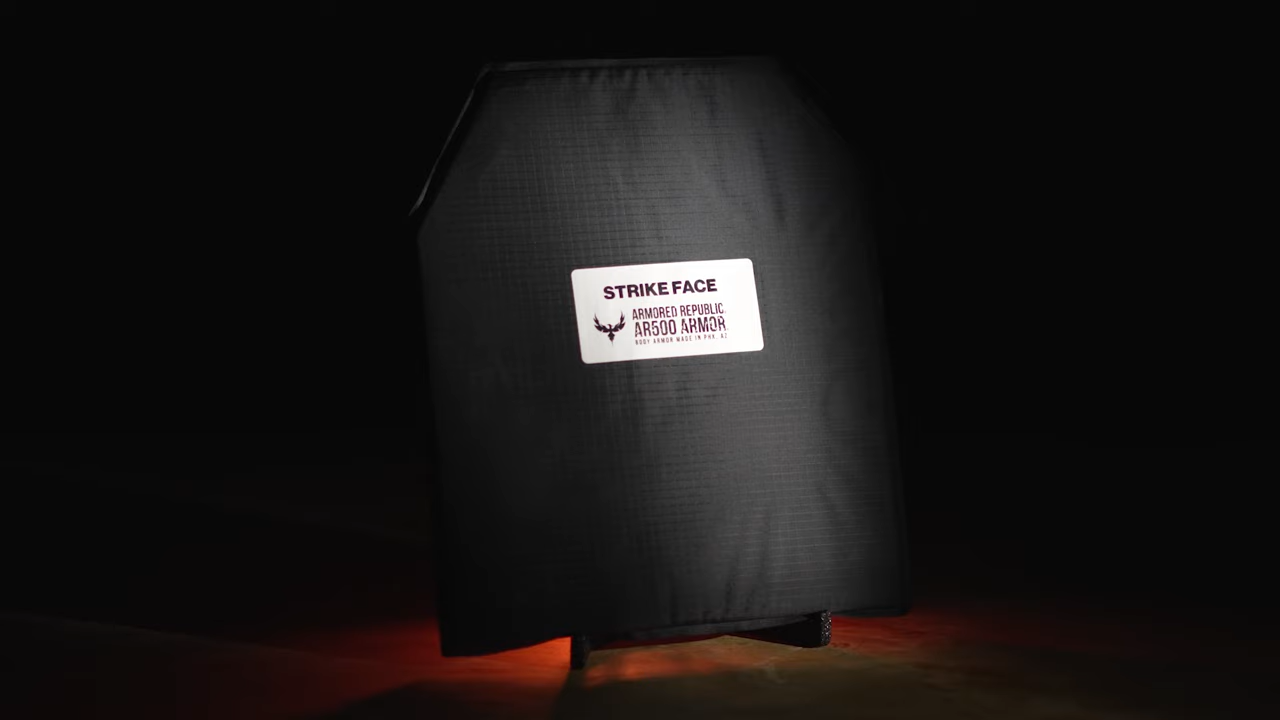 STRIKE FACE
ARMORED REPUBLIC.
AR500 ARMOR.
BODY ARMOR MADE IN PHX, AZ